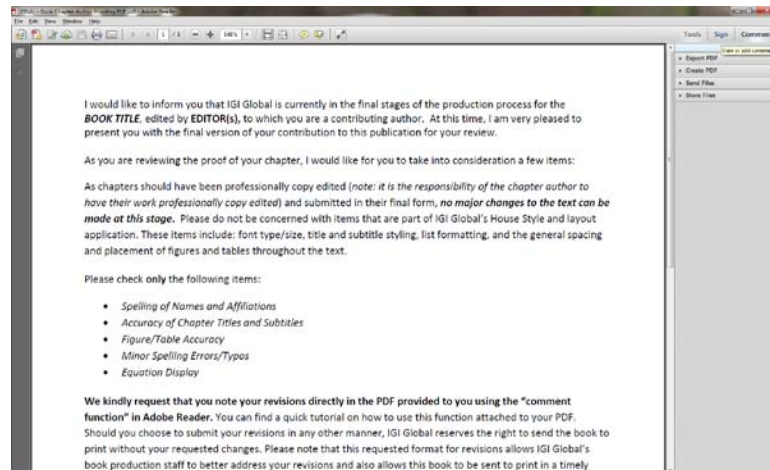 File Edit View Window Help
1 / 1
Tools Sign Comment
Export PDF
Create PDF
Send Files
Store Files
I would like to inform you that IGI Global is currently in the final stages of the production process for the
BOOK TITLE, edited by EDITOR(s), to which you are a contributing author. At this time, I am very pleased to
present you with the final version of your contribution to this publication for your review.
As you are reviewing the proof of your chapter, I would like for you to take into consideration a few items:
As chapters should have been professionally copy edited (note: it is the responsibility of the chapter author to
have their work professionally copy edited) and submitted in their final form, no major changes to the text can be
made at this stage. Please do not be concerned with items that are part of IGI Global's House Style and layout
application. These items include: font type/size, title and subtitle styling, list formatting, and the general spacing
and placement of figures and tables throughout the text.
Please check only the following items:
• Spelling of Names and Affiliations
• Accuracy of Chapter Titles and Subtitles
• Figure/Table Accuracy
• Minor Spelling Errors/Typos
• Equation Display
We kindly request that you note your revisions directly in the PDF provided to you using the "comment
function" in Adobe Reader. You can find a quick tutorial on how to use this function attached to your PDF.
Should you choose to submit your revisions in any other manner, IGI Global reserves the right to send the book to
print without your requested changes. Please note that this requested format for revisions allows IGI Global's
book production staff to better address your revisions and also allows this book to be sent to print in a timely